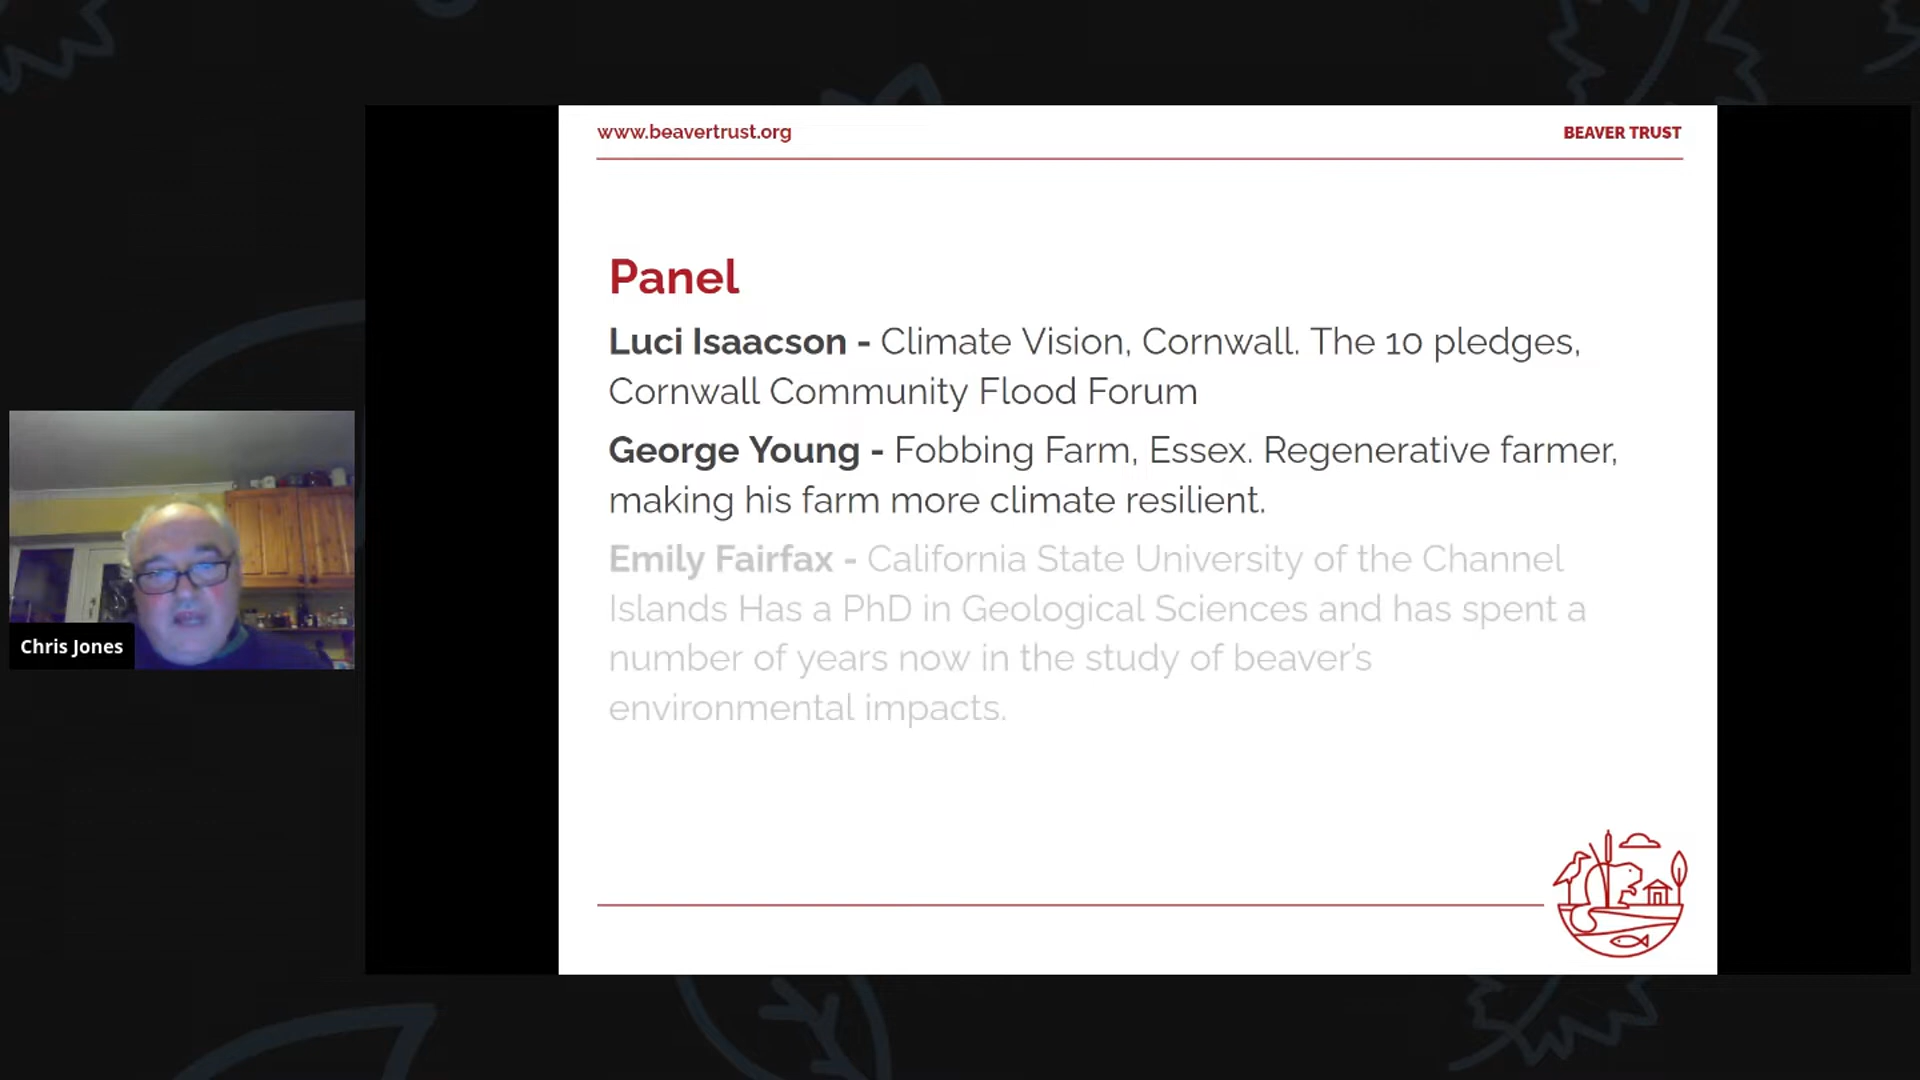 www.beavertrust.org
BEAVER TRUST
Panel
Luci Isaacson - Climate Vision, Cornwall. The 10 pledges,
Cornwall Community Flood Forum
George Young - Fobbing Farm, Essex. Regenerative farmer,
making his farm more climate resilient.
Emily Fairfax - California State University of the Channel
Islands Has a PhD in Geological Sciences and has spent a
number of years now in the study of beaver's
environmental impacts.
Chris Jones